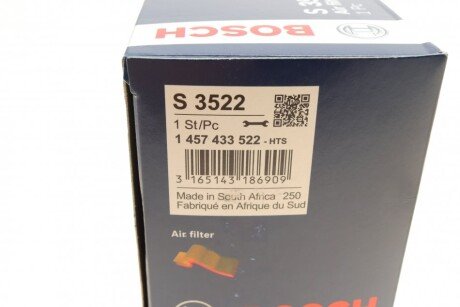 BOSCH
S 3522
1 St/Pc
1 457 433 522 - HTS
3 165143 186909
Made in South Africa 250
Fabriqué en Afrique du Sud
Air filter
BOSCH